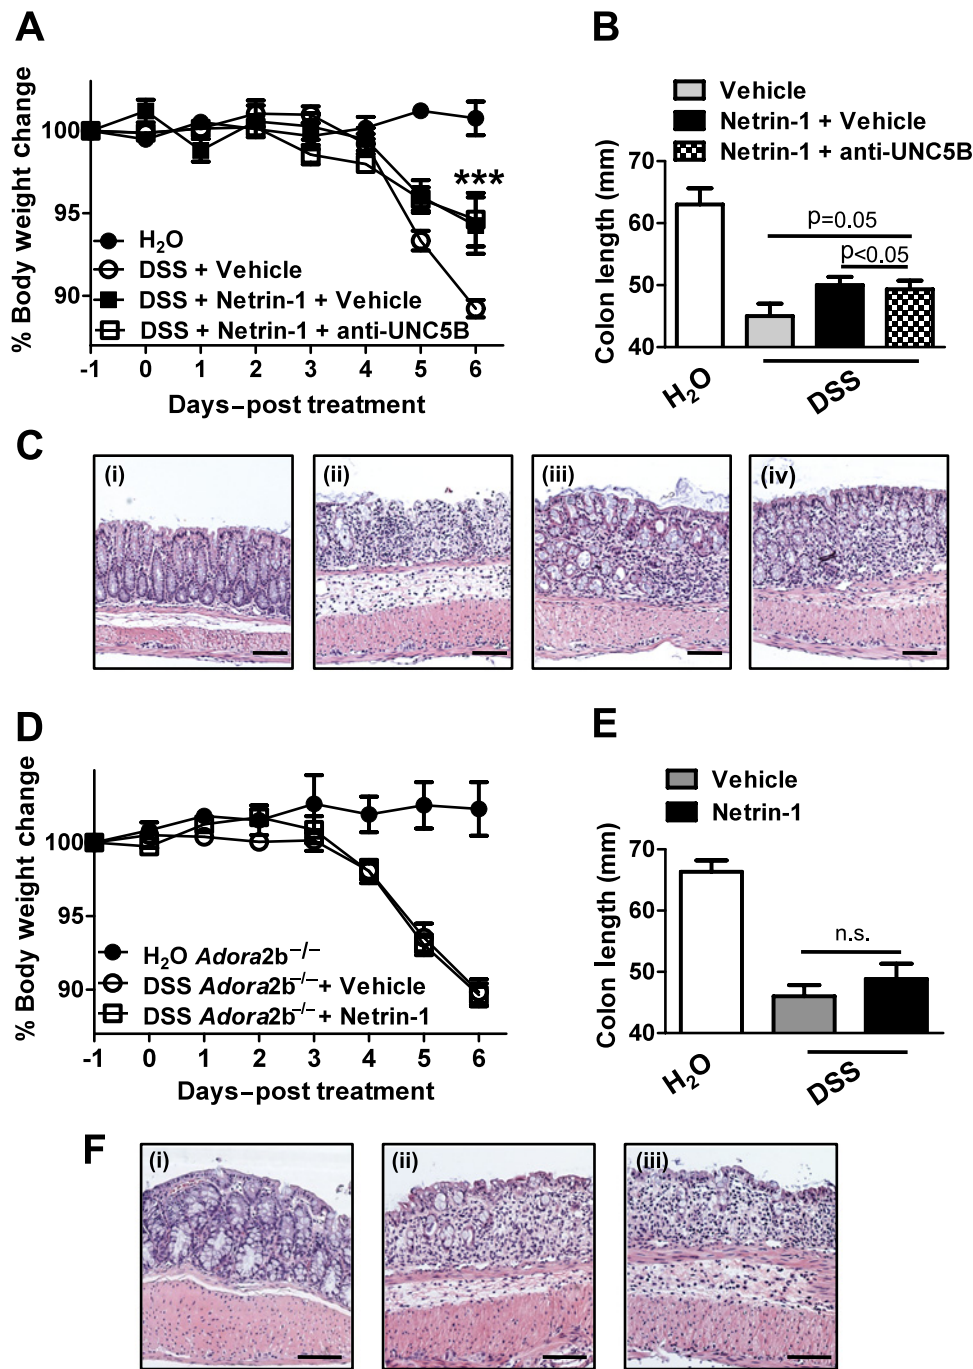 A
% Body weight change
100
95
90
***
H₂O
DSS + Vehicle
DSS + Netrin-1 + Vehicle
DSS + Netrin-1 + anti-UNC5B
-1 0 1 2 3 4 5 6
Days–post treatment
B
Vehicle
Netrin-1 + Vehicle
Netrin-1 + anti-UNC5B
Colon length (mm)
70
60
50
40
p=0.05
p<0.05
H₂O
DSS
C
(i)
(ii)
(iii)
(iv)
D
% Body weight change
100
95
90
H₂O Adora2b⁻/⁻
DSS Adora2b⁻/⁻+ Vehicle
DSS Adora2b⁻/⁻+ Netrin-1
-1 0 1 2 3 4 5 6
Days–post treatment
E
Vehicle
Netrin-1
Colon length (mm)
70
60
50
40
n.s.
H₂O
DSS
F
(i)
(ii)
(iii)